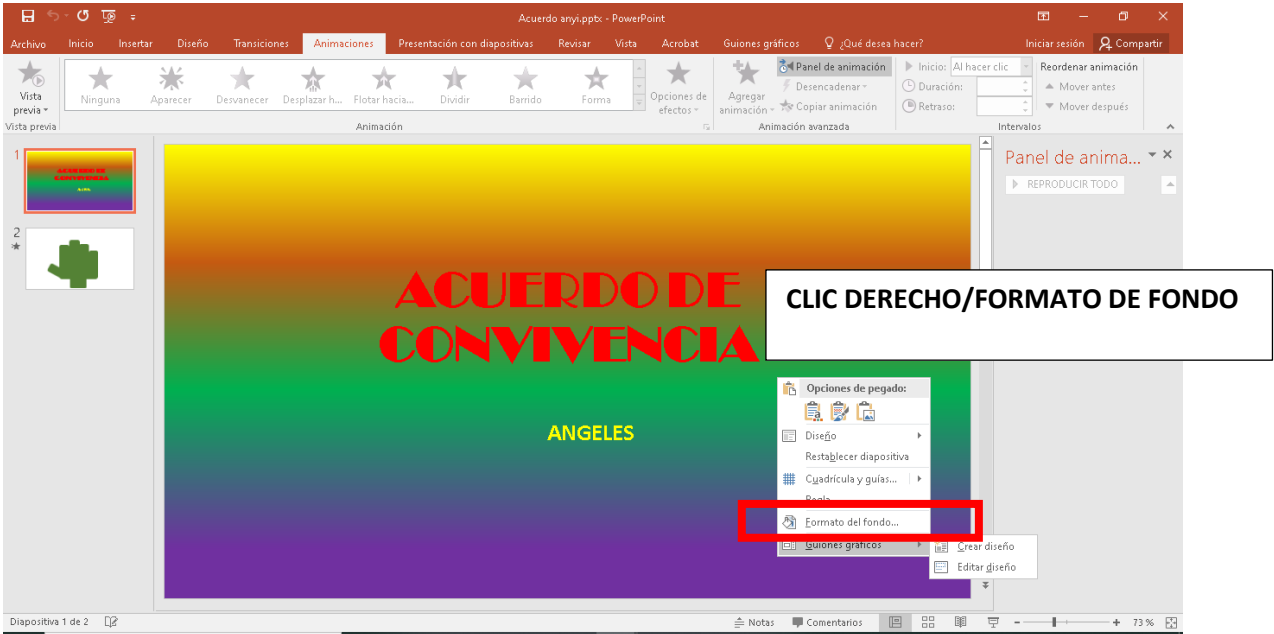 Acuerdo anyi.pptx - PowerPoint
Archivo Inicio Insertar Diseño Transiciones Animaciones Presentación con diapositivas Revisar Vista Acrobat Guiones gráficos ¿Qué desea hacer? Iniciar sesión Compartir
Vista previa
Ninguna Aparecer Desvanecer Desplazar h... Flotar hacia... Dividir Barrido Forma
Opciones de efectos
Agregar animación
Panel de animación
Desencadenar
Copiar animación
Inicio: Al hacer clic
Duración:
Retraso:
Reordenar animación
Mover antes
Mover después
Vista previa Animación Animación avanzada Intervalos
1
ACUERDO DE
CONVIVENCIA
2
ACUERDO DE
CONVIVENCIA
ANGELES
Panel de anima...
REPRODUCIR TODO
CLIC DERECHO/FORMATO DE FONDO
Opciones de pegado:
Diseño
Restablecer diapositiva
Cuadrícula y guías...
Regla
Formato del fondo...
Guiones gráficos
Crear diseño
Editar diseño
Diapositiva 1 de 2 Notas Comentarios 73 %